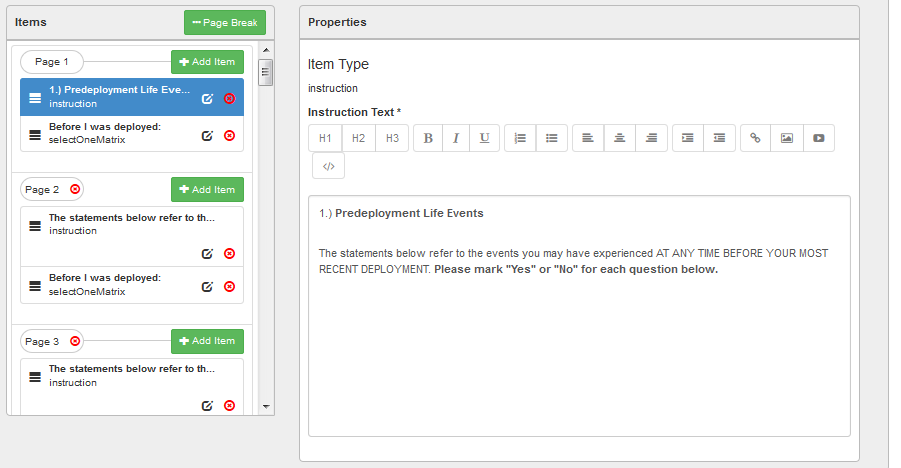 Items
Page Break
Page 1
Add Item
1.) Predeployment Life Eve...
instruction
Before I was deployed:
selectOneMatrix
Page 2
Add Item
The statements below refer to th...
instruction
Before I was deployed:
selectOneMatrix
Page 3
Add Item
The statements below refer to th...
instruction
Properties
Item Type
instruction
Instruction Text *
H1 H2 H3 B I U
</>
1.) Predeployment Life Events
The statements below refer to the events you may have experienced AT ANY TIME BEFORE YOUR MOST
RECENT DEPLOYMENT. Please mark "Yes" or "No" for each question below.